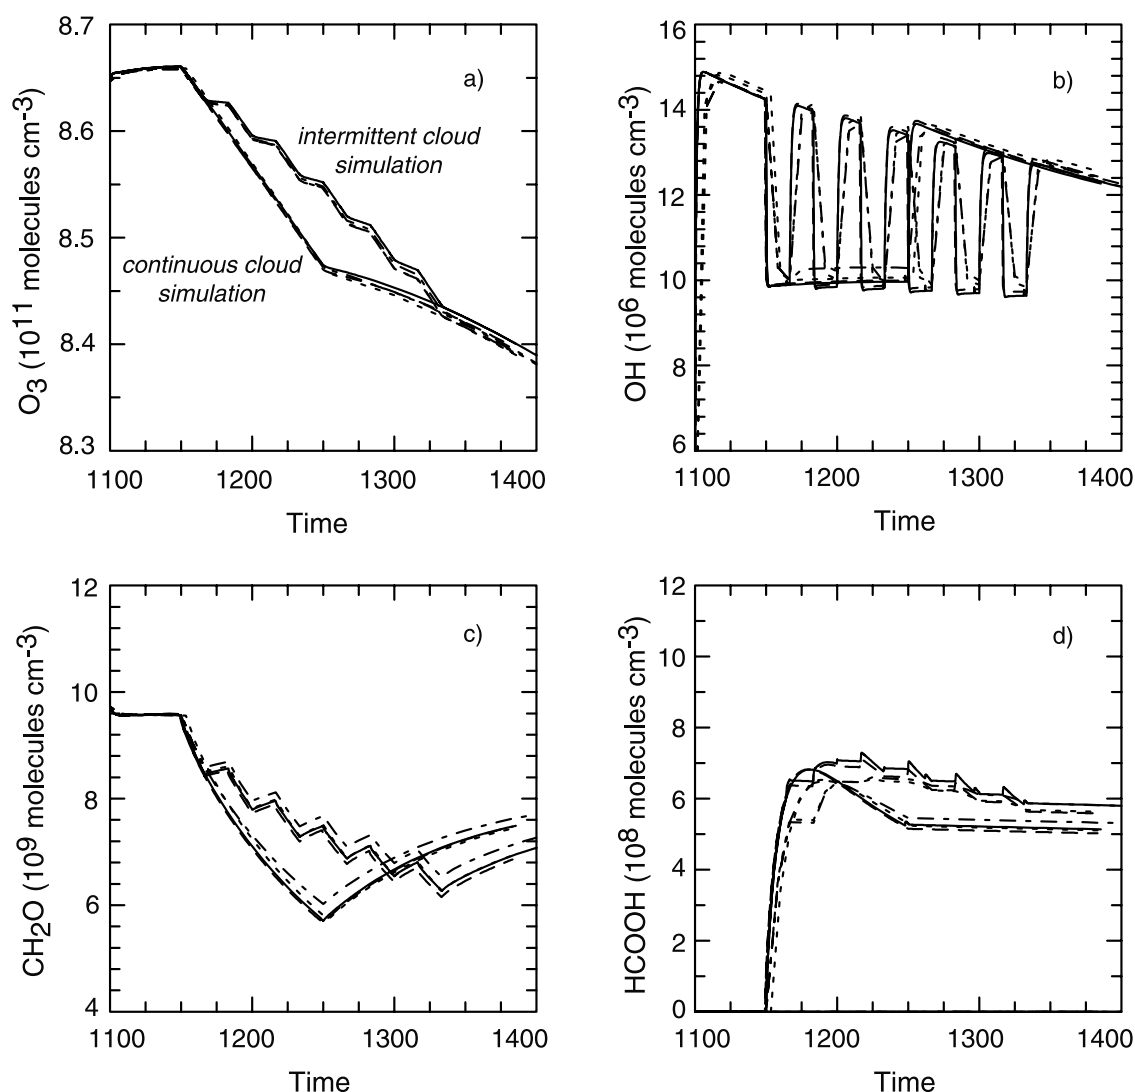 8.7
8.6
8.5
8.4
8.3
O3 (10^11 molecules cm-3)
a)
intermittent cloud
simulation
continuous cloud
simulation
1100 1200 1300 1400
Time
16
14
12
10
8
6
OH (10^6 molecules cm-3)
b)
1100 1200 1300 1400
Time
12
10
8
6
4
CH2O (10^9 molecules cm-3)
c)
1100 1200 1300 1400
Time
12
10
8
6
4
2
0
HCOOH (10^8 molecules cm-3)
d)
1100 1200 1300 1400
Time